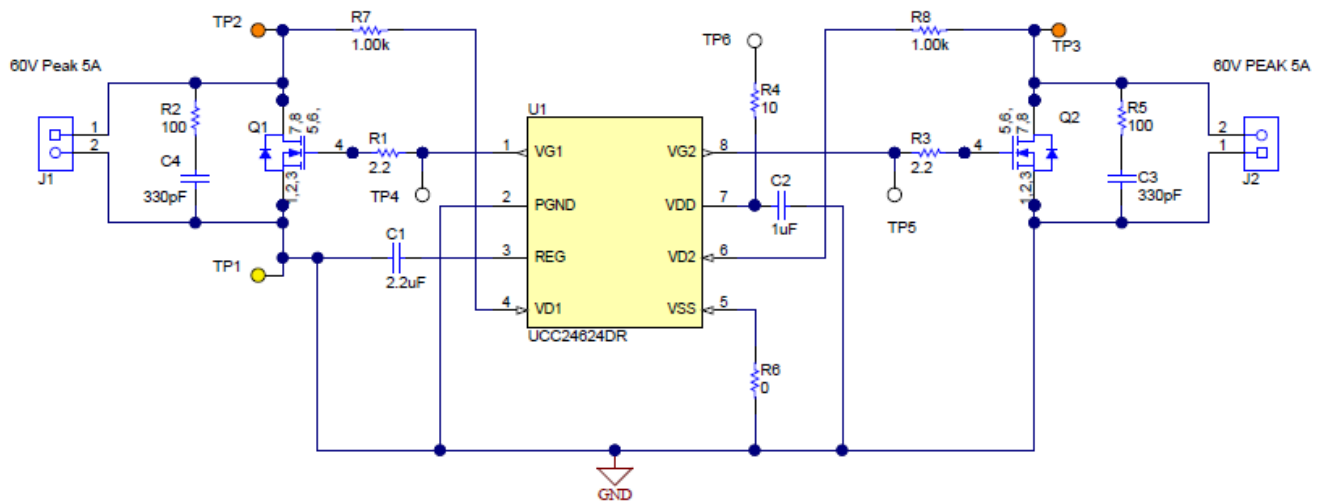 TP2
R7
1.00k
R8
1.00k
TP3
TP6
60V Peak 5A
60V PEAK 5A
R4
10
R2
100
R5
100
U1
Q1
7,8
5,6,
5,6,
7,8
Q2
1
2
J1
4
R1
2.2
1
VG1
VG2
8
R3
2.2
4
2
1
J2
C4
330pF
1,2,3
TP4
2
PGND
VDD
7
C2
1uF
TP5
1,2,3
C3
330pF
C1
2.2uF
3
REG
VD2
6
TP1
4
VD1
VSS
5
UCC24624DR
R6
0
GND